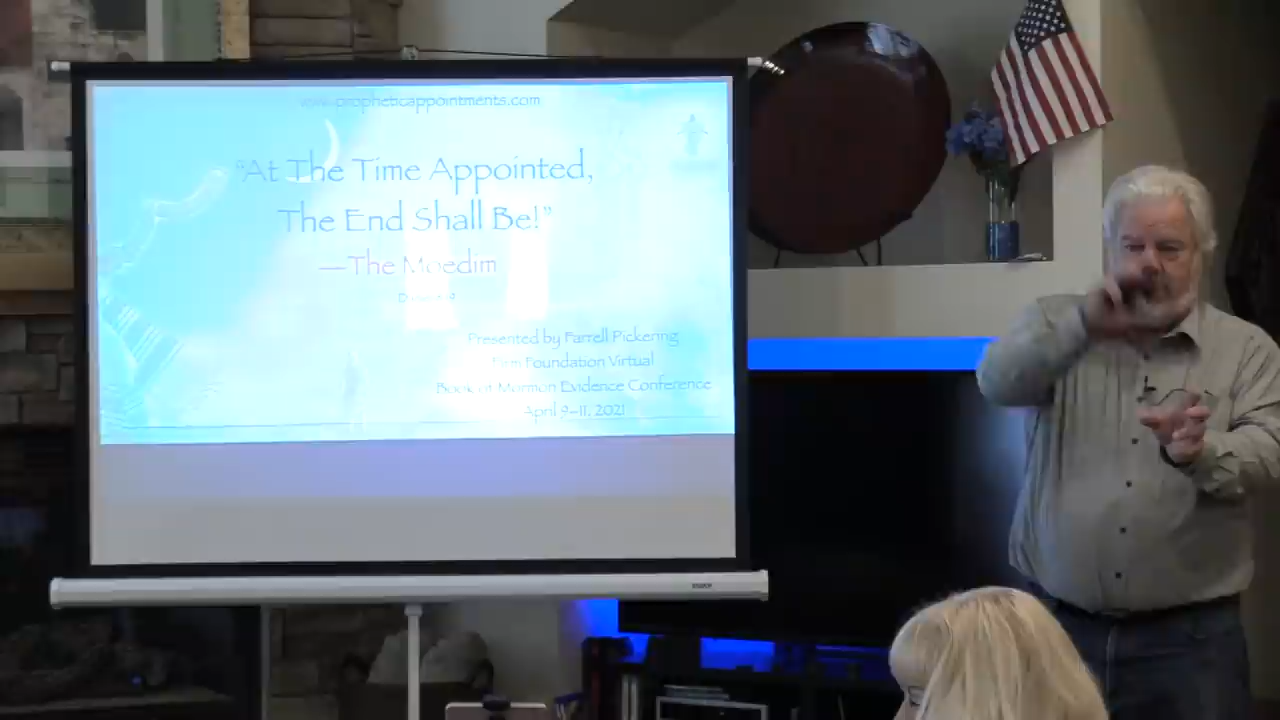 www.propheticappointments.com
“At The Time Appointed,
The End Shall Be!”
—The Moedim
Presented by Farrell Pickering
Firm Foundation Virtual
Book of Mormon Evidence Conference
April 9–11, 2021